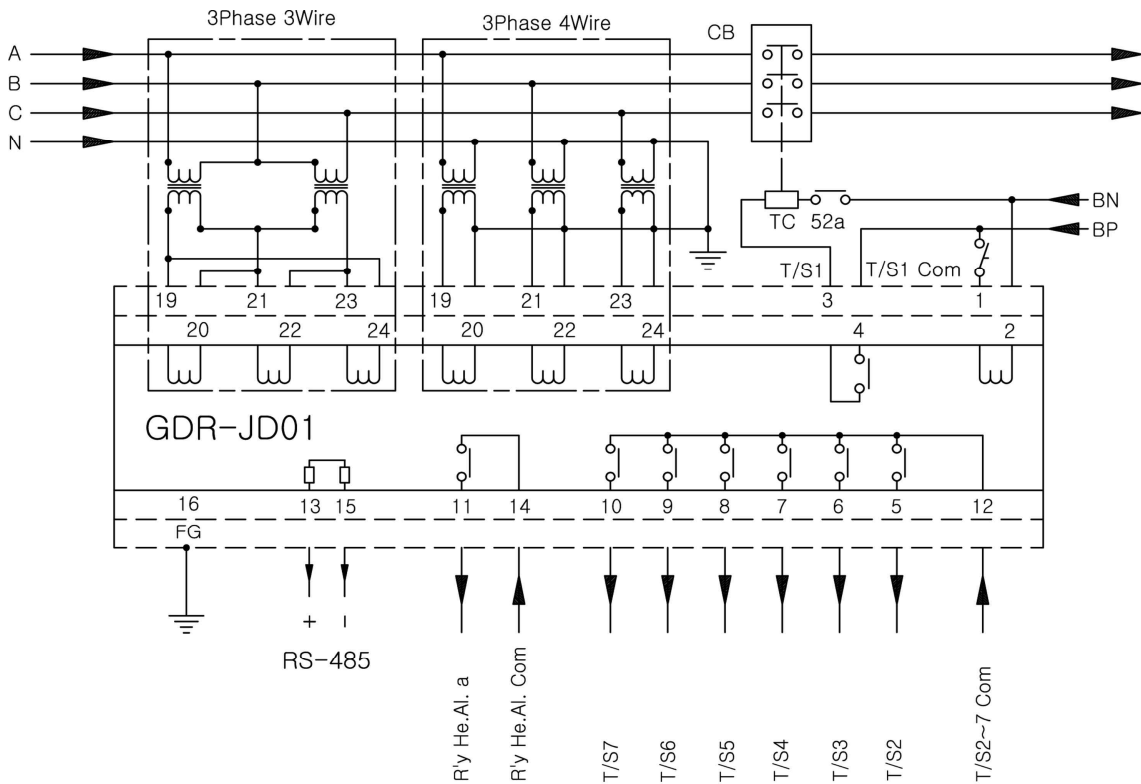 3Phase 3Wire
3Phase 4Wire
CB
A
B
C
N
TC 52a
BN
BP
T/S1
T/S1 Com
19 21 23 19 21 23 3 1
20 22 24 20 22 24 4 2
GDR-JD01
16 13 15 11 14 10 9 8 7 6 5 12
FG
+ -
RS-485
R'y He.Al. a
R'y He.Al. Com
T/S7
T/S6
T/S5
T/S4
T/S3
T/S2
T/S2~7 Com